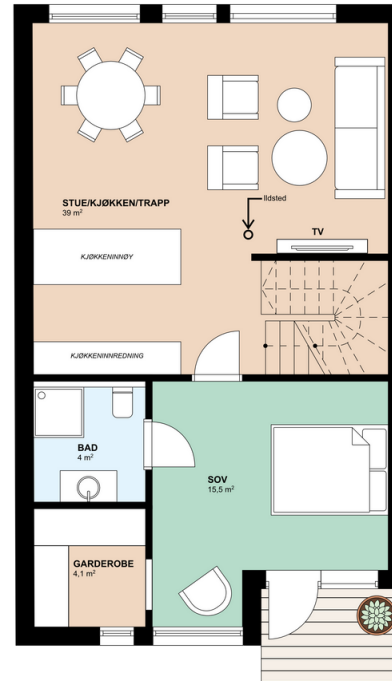 STUE/KJØKKEN/TRAPP
39 m²
Ildsted
TV
KJØKKENINNØY
KJØKKENINNREDNING
BAD
4 m²
SOV
15,5 m²
GARDEROBE
4,1 m²